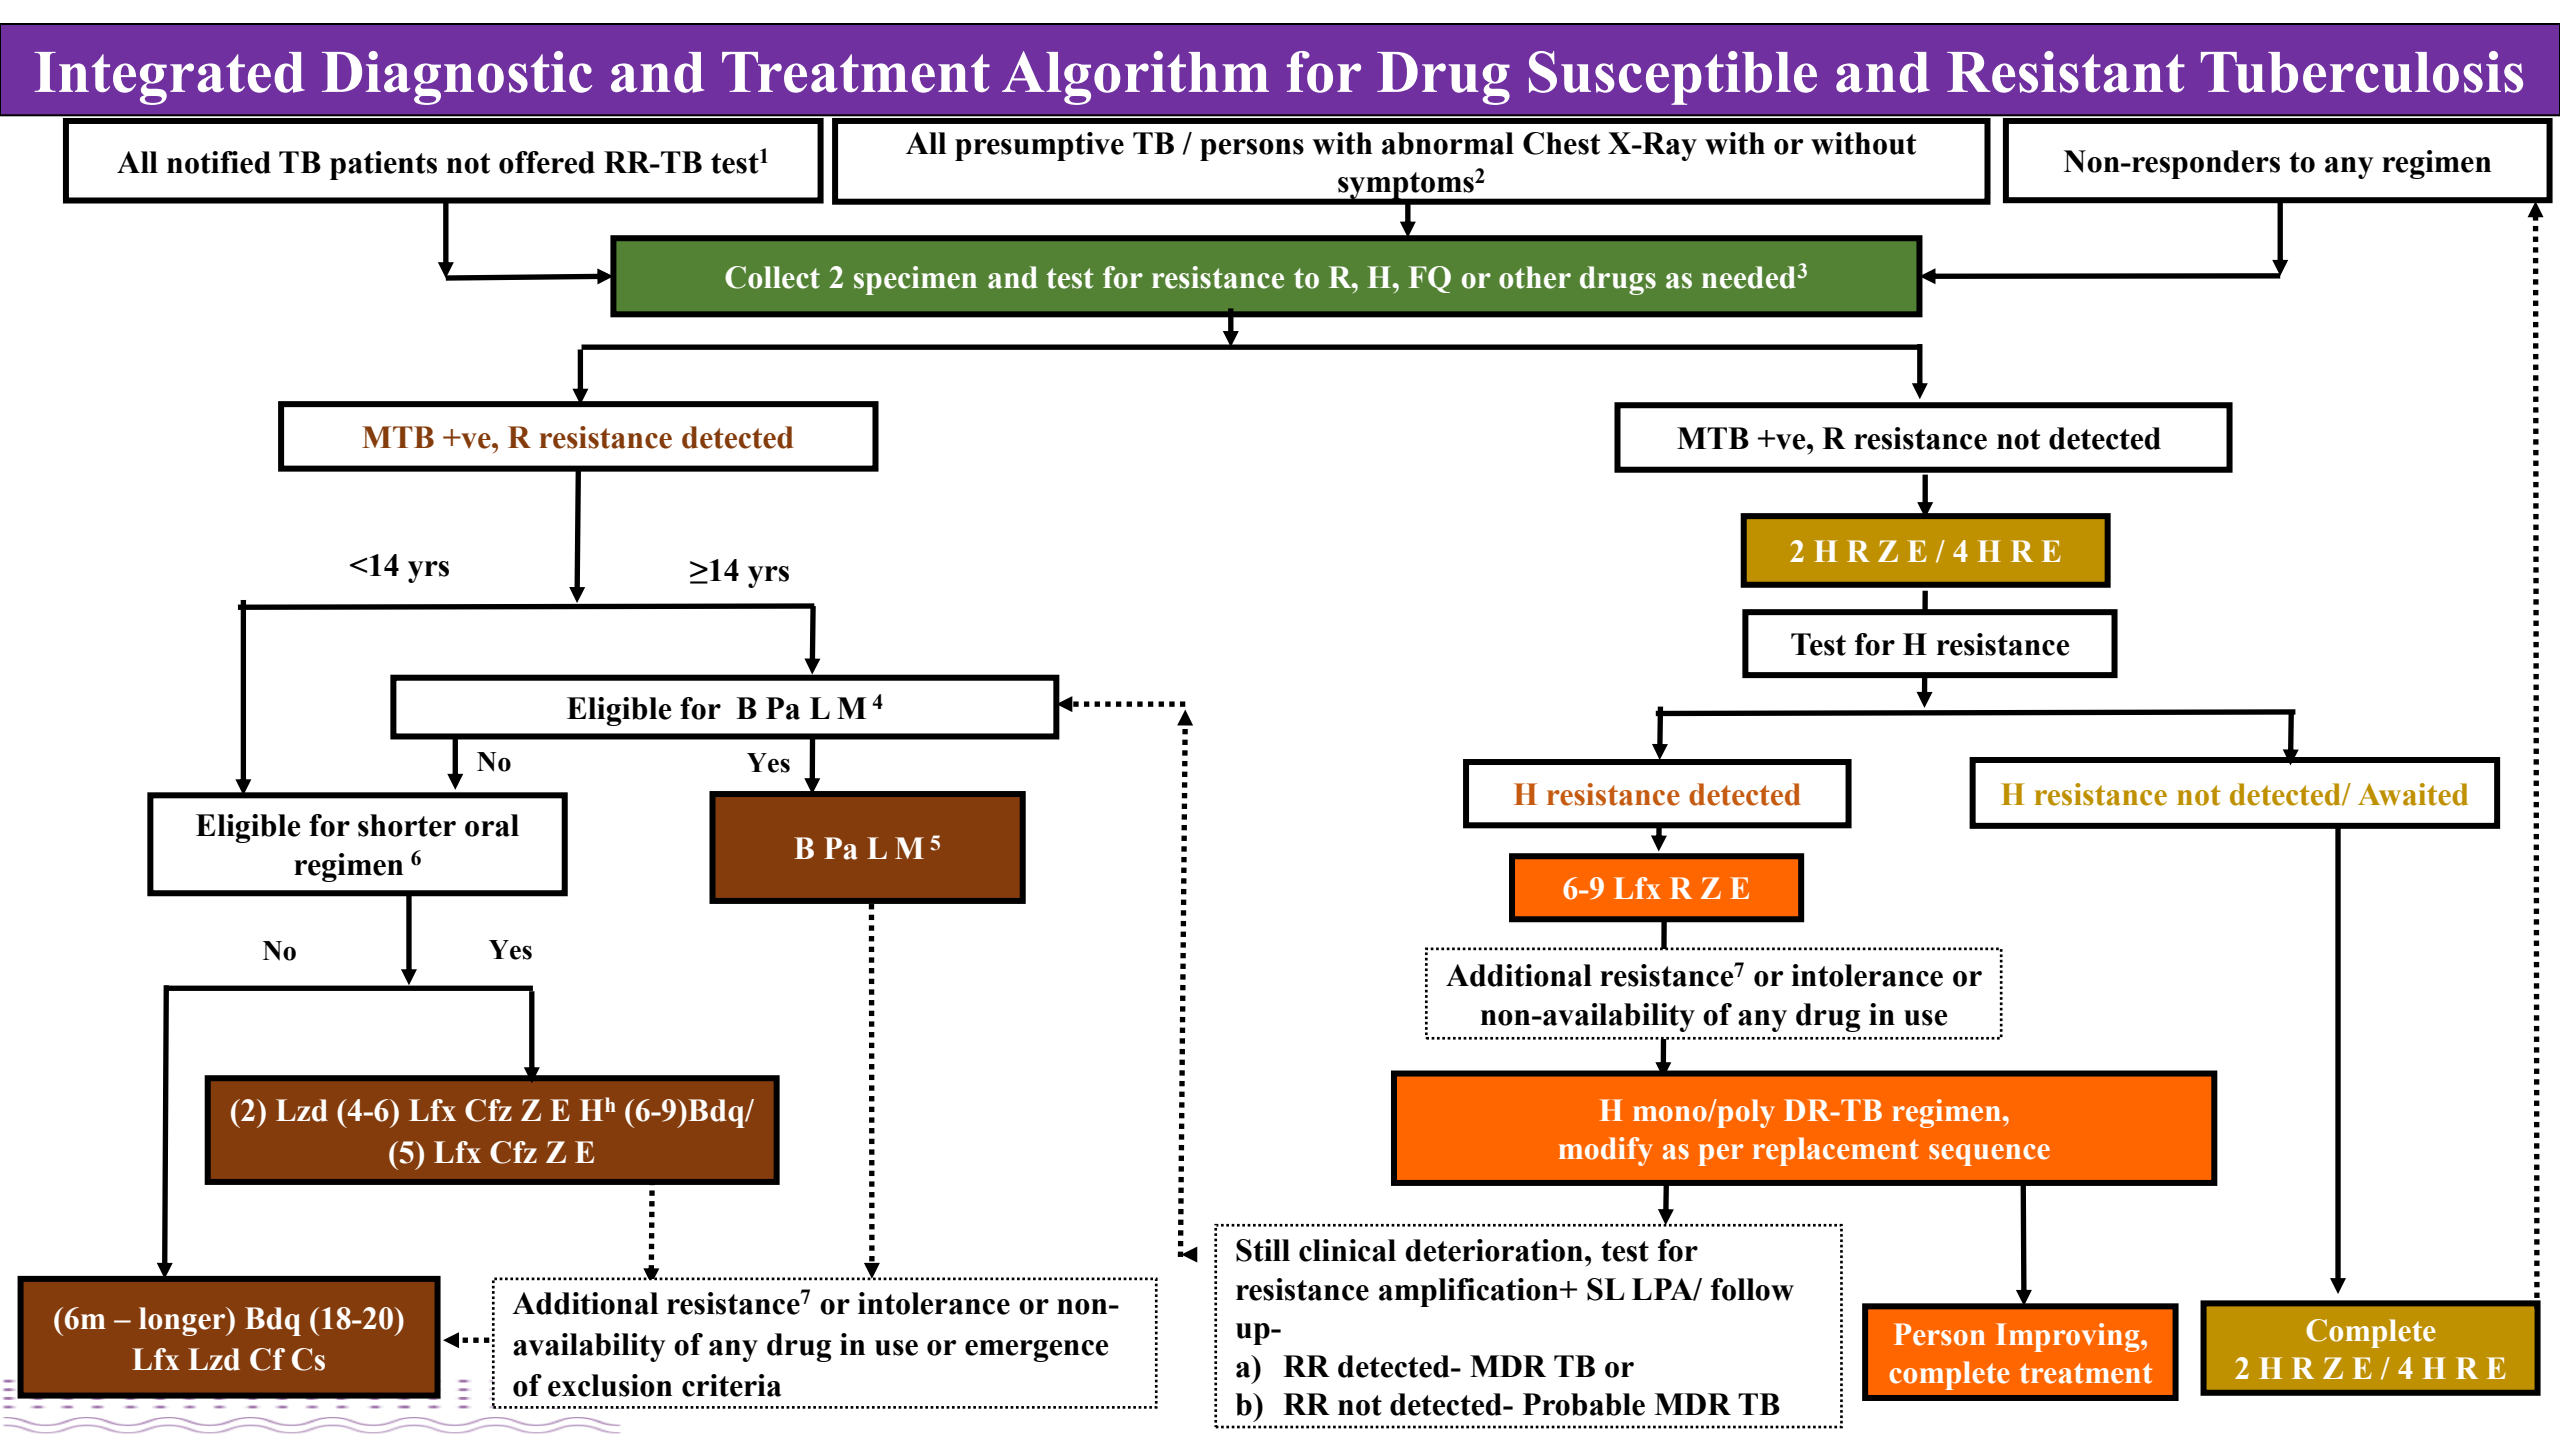 Integrated Diagnostic and Treatment Algorithm for Drug Susceptible and Resistant Tuberculosis
All notified TB patients not offered RR-TB test¹
All presumptive TB / persons with abnormal Chest X-Ray with or without
symptoms²
Non-responders to any regimen
Collect 2 specimen and test for resistance to R, H, FQ or other drugs as needed³
MTB +ve, R resistance detected
MTB +ve, R resistance not detected
2 H R Z E / 4 H R E
<14 yrs
≥14 yrs
Test for H resistance
Eligible for B Pa L M ⁴
No
Yes
H resistance detected
H resistance not detected/ Awaited
Eligible for shorter oral
regimen ⁶
B Pa L M ⁵
6-9 Lfx R Z E
No
Yes
Additional resistance⁷ or intolerance or
non-availability of any drug in use
(2) Lzd (4-6) Lfx Cfz Z E Hʰ (6-9)Bdq/
(5) Lfx Cfz Z E
H mono/poly DR-TB regimen,
modify as per replacement sequence
(6m – longer) Bdq (18-20)
Lfx Lzd Cf Cs
Additional resistance⁷ or intolerance or non-
availability of any drug in use or emergence
of exclusion criteria
Still clinical deterioration, test for
resistance amplification+ SL LPA/ follow
up-
a) RR detected- MDR TB or
b) RR not detected- Probable MDR TB
Person Improving,
complete treatment
Complete
2 H R Z E / 4 H R E